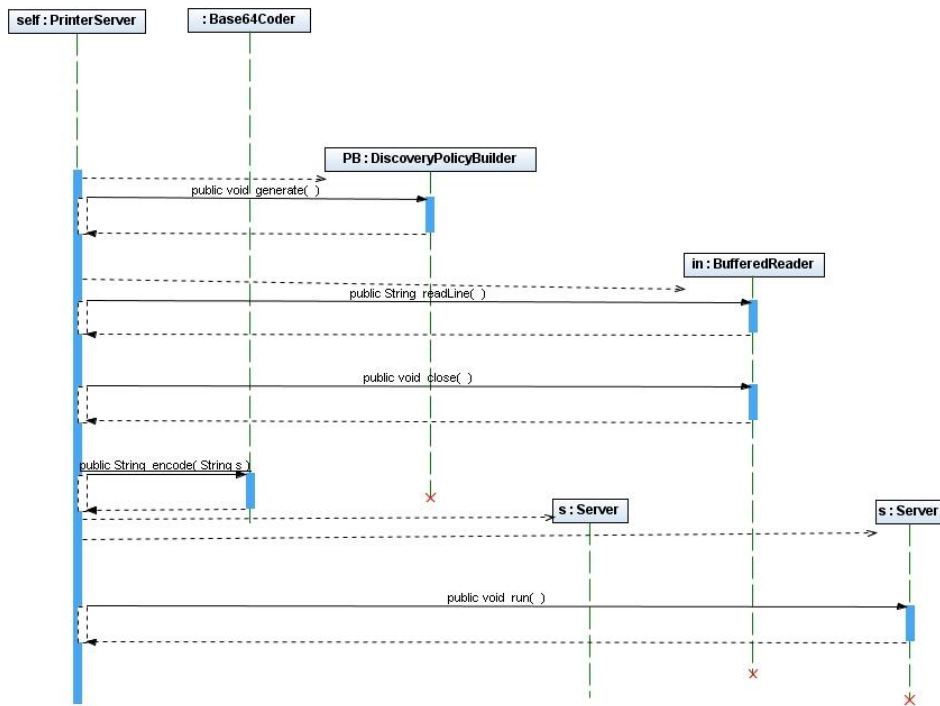 self : PrinterServer
: Base64Coder
PB : DiscoveryPolicyBuilder
public void generate( )
in : BufferedReader
public String readLine( )
public void close( )
public String encode( String s )
s : Server
s : Server
public void run( )